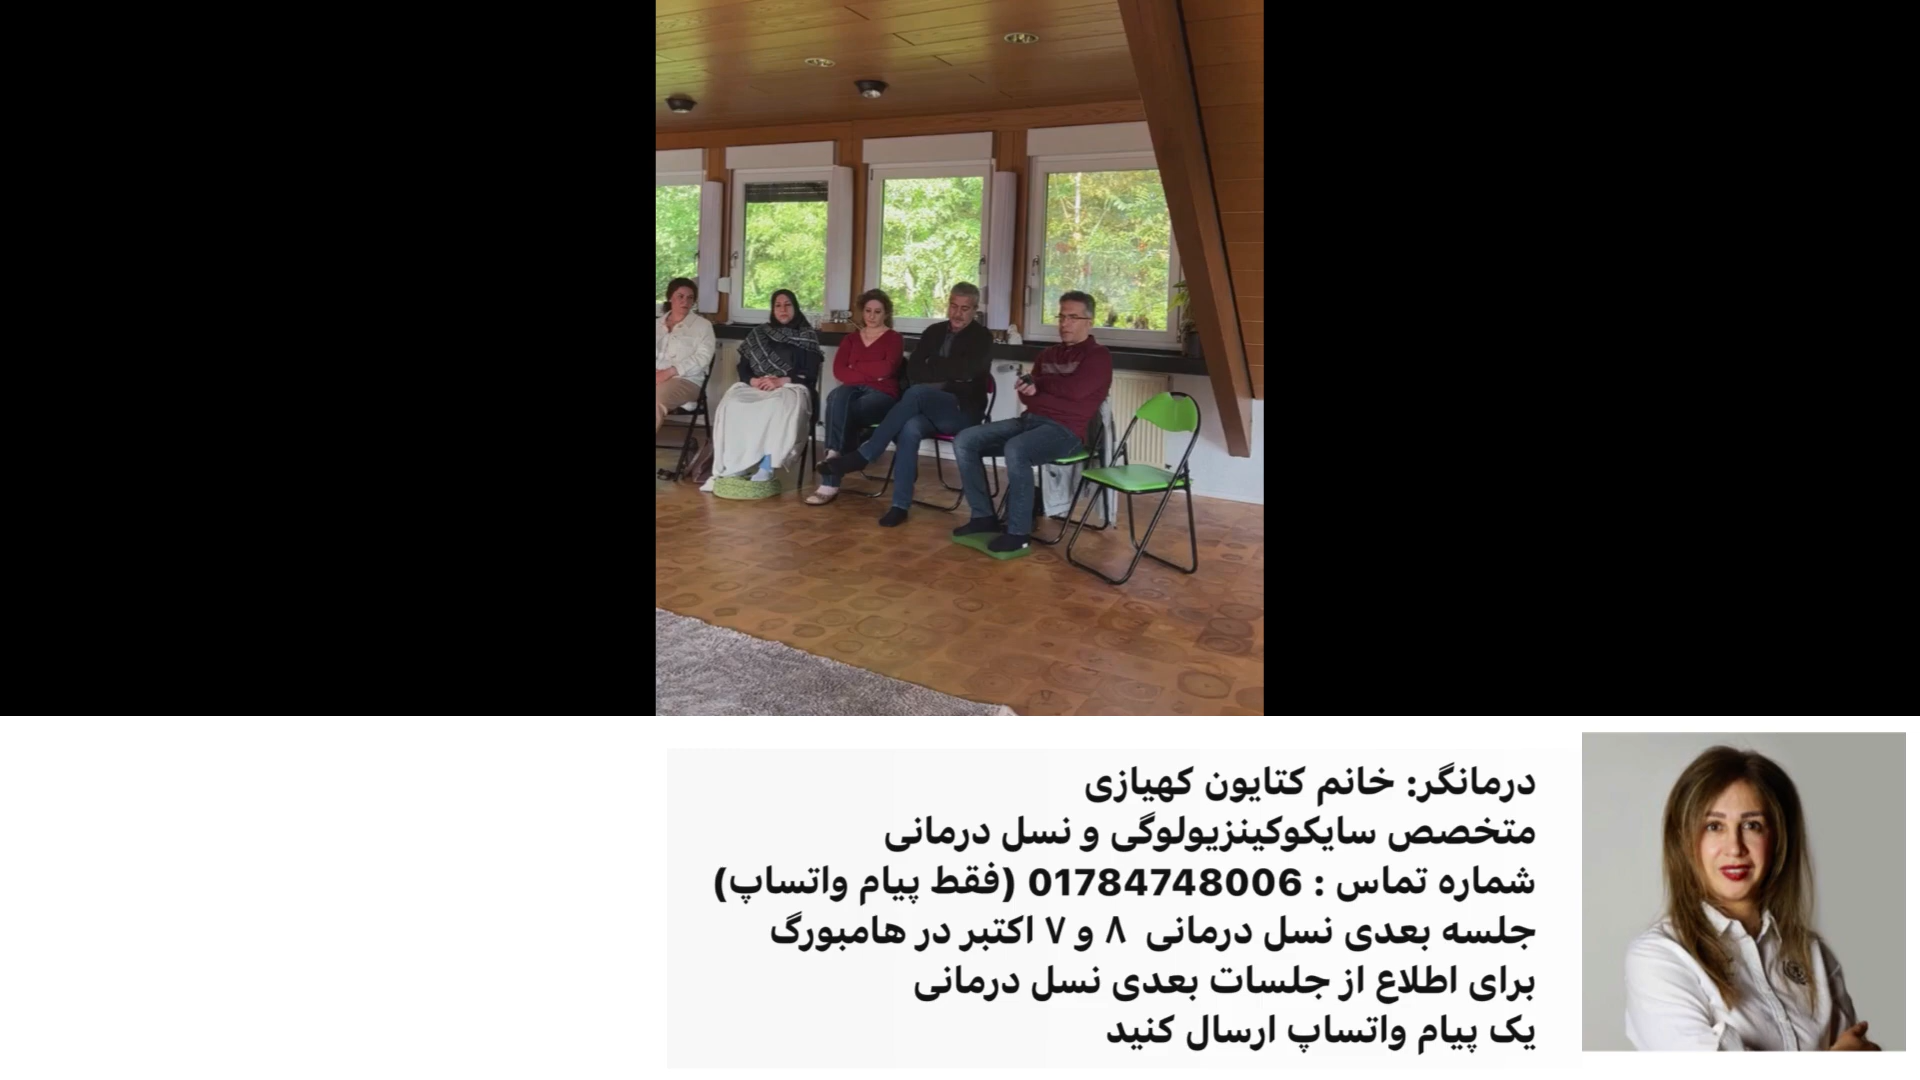 درمانگر: خانم کتایون کهیازی
متخصص سایکوکینزیولوگی و نسل درمانی
شماره تماس : 01784748006 (فقط پیام واتساپ)
جلسه بعدی نسل درمانی ۸ و ۷ اکتبر در هامبورگ
برای اطلاع از جلسات بعدی نسل درمانی
یک پیام واتساپ ارسال کنید